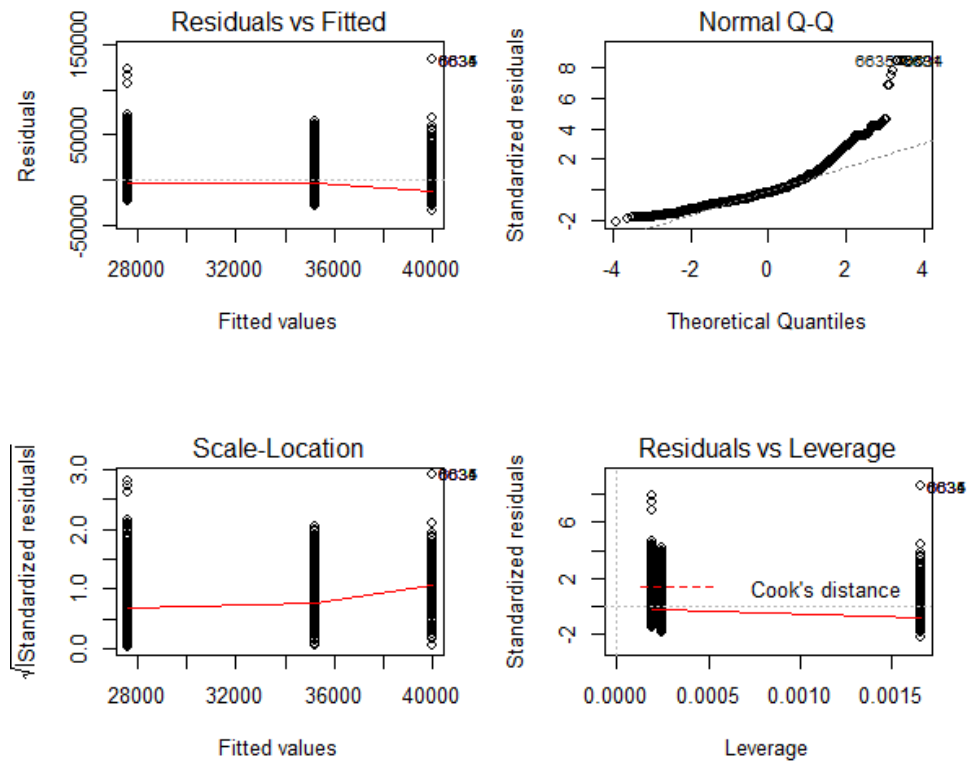 Residuals vs Fitted
Residuals
-50000 50000 150000
28000 32000 36000 40000
Fitted values
Normal Q-Q
Standardized residuals
-2 2 4 6 8
-4 -2 0 2 4
Theoretical Quantiles
Scale-Location
√|Standardized residuals|
0.0 1.0 2.0 3.0
28000 32000 36000 40000
Fitted values
Residuals vs Leverage
Standardized residuals
-2 2 6
Cook's distance
0.0000 0.0005 0.0010 0.0015
Leverage